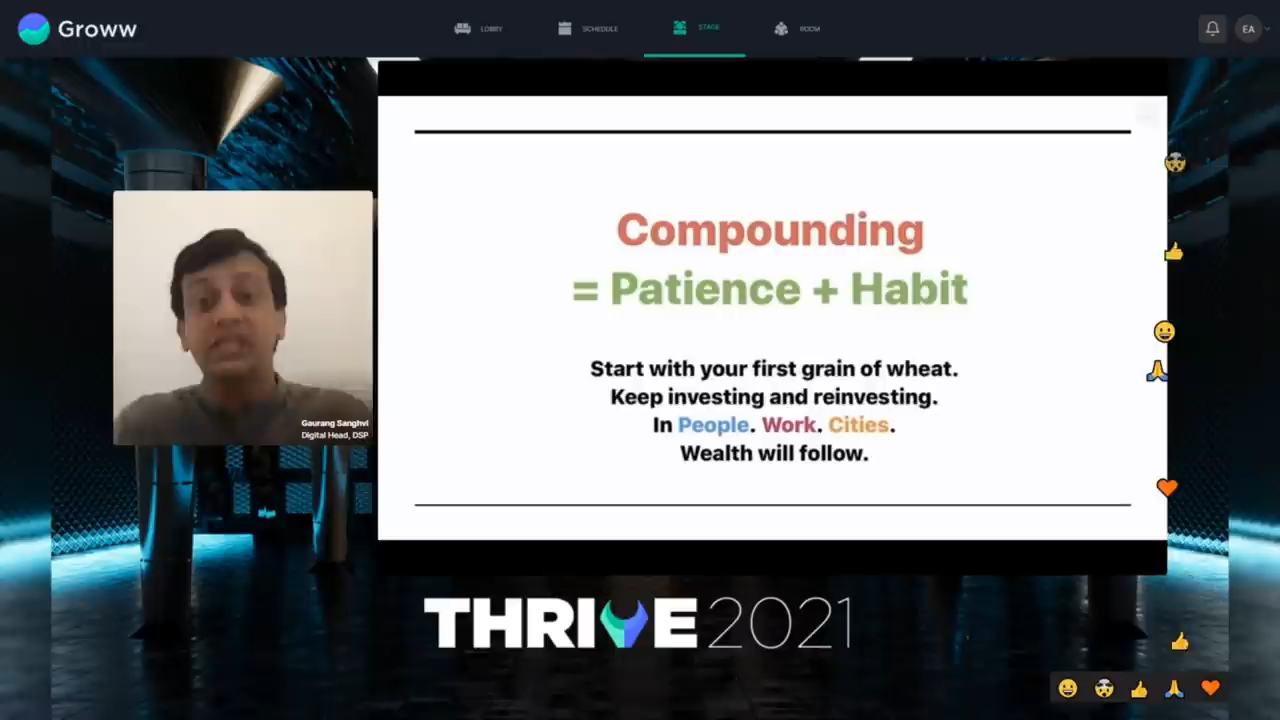 Groww
LOBBY
SCHEDULE
STAGE
ROOM
EA
Compounding
= Patience + Habit
Start with your first grain of wheat.
Keep investing and reinvesting.
In People. Work. Cities.
Wealth will follow.
Gaurang Sanghvi
Digital Head, DSP
THRIVE 2021